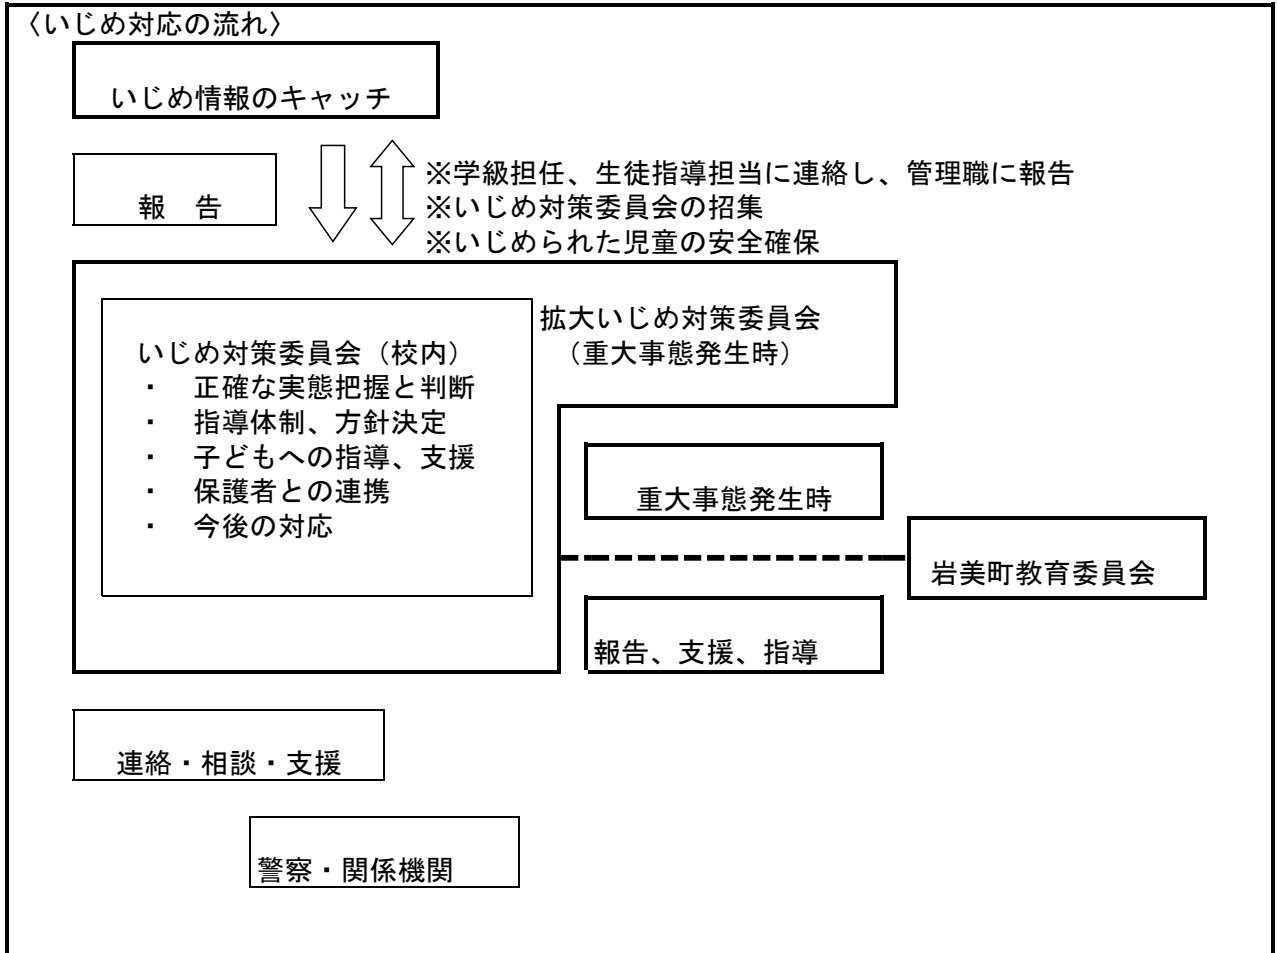 〈いじめ対応の流れ〉
いじめ情報のキャッチ
報　告
※学級担任、生徒指導担当に連絡し、管理職に報告
※いじめ対策委員会の招集
※いじめられた児童の安全確保
拡大いじめ対策委員会
（重大事態発生時）
いじめ対策委員会（校内）
・　正確な実態把握と判断
・　指導体制、方針決定
・　子どもへの指導、支援
・　保護者との連携
・　今後の対応
重大事態発生時
岩美町教育委員会
報告、支援、指導
連絡・相談・支援
警察・関係機関